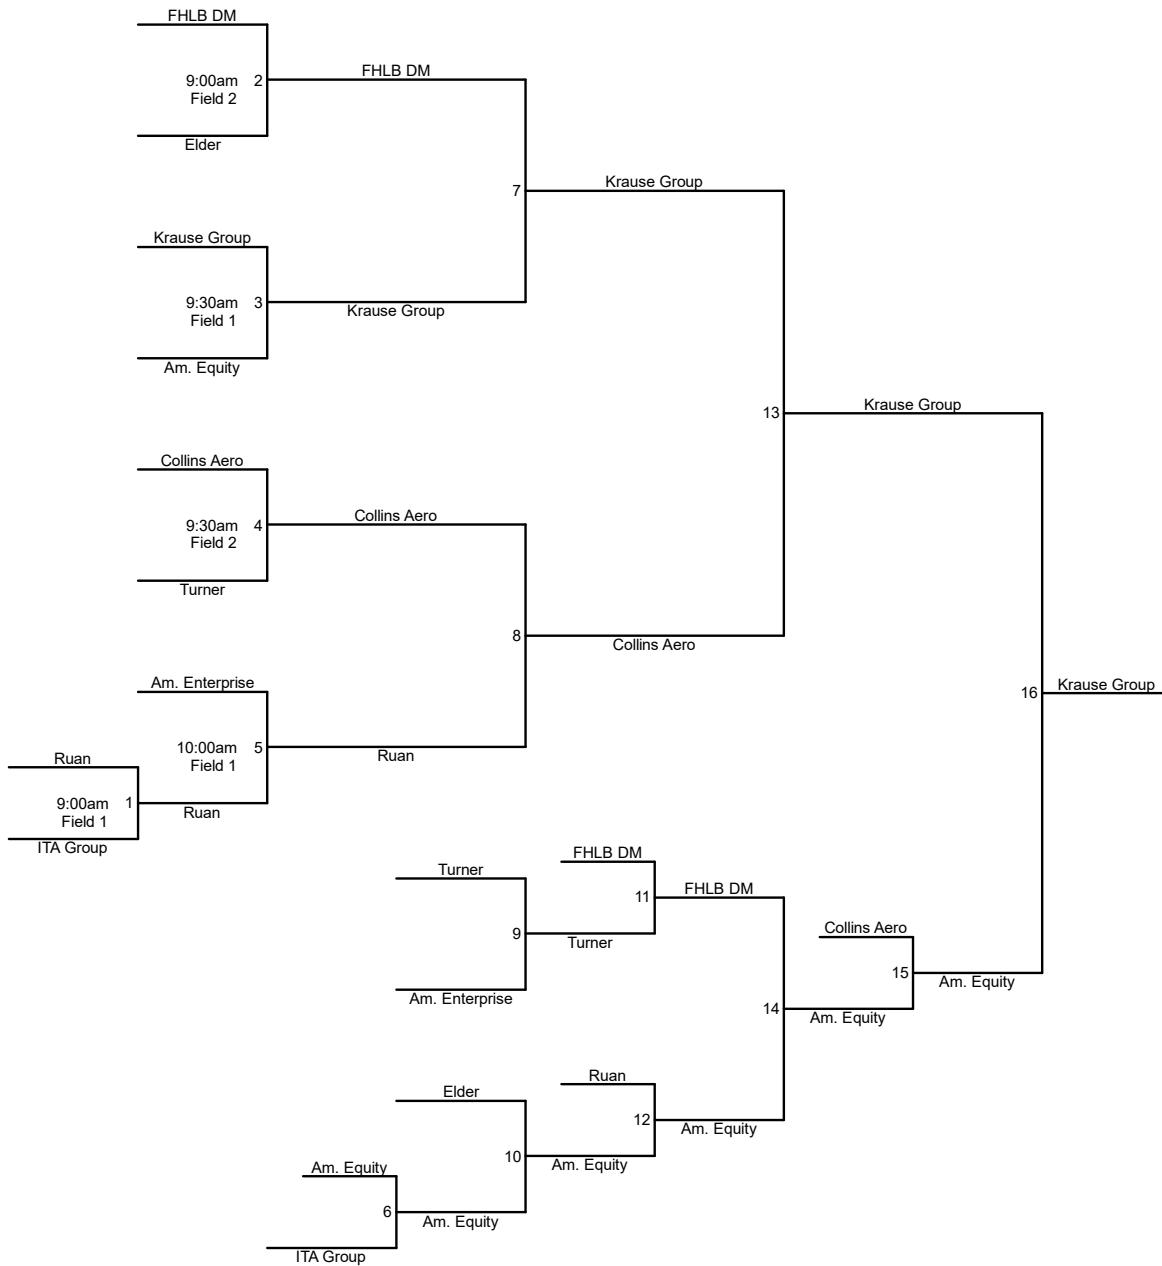 FHLB DM
9:00am 2
Field 2
Elder
FHLB DM
Krause Group
9:30am 3
Field 1
Am. Equity
Krause Group
7
Krause Group
Collins Aero
9:30am 4
Field 2
Turner
Collins Aero
Am. Enterprise
10:00am 5
Field 1
Ruan
9:00am 1
Field 1
ITA Group
Ruan
Ruan
8
Collins Aero
13
Krause Group
16
Krause Group
Turner
9
Am. Enterprise
FHLB DM
11
Turner
FHLB DM
Elder
10
Am. Equity
6
ITA Group
Am. Equity
Ruan
12
Am. Equity
Am. Equity
14
Collins Aero
15
Am. Equity
Am. Equity